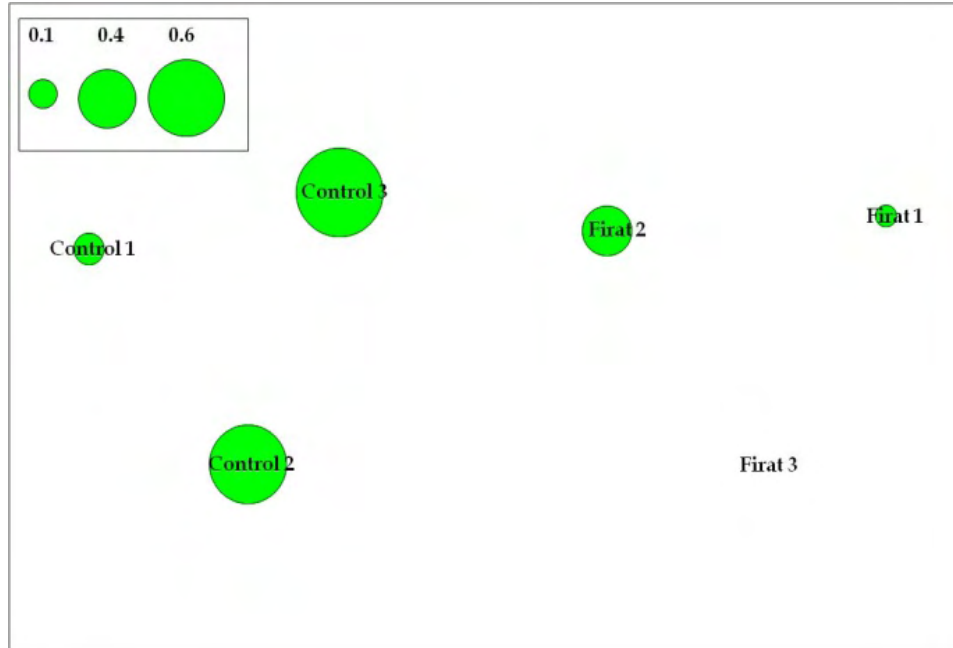 0.1 0.4 0.6
Control 3
Firat 1
Firat 2
Control 1
Control 2
Firat 3